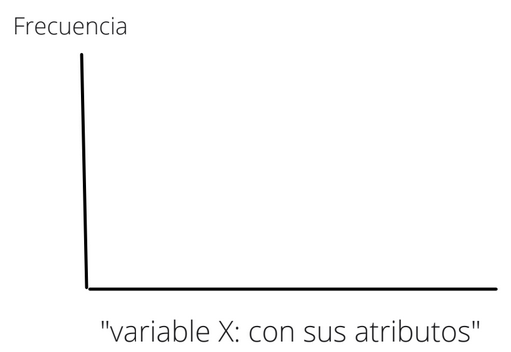 Frecuencia
"variable X: con sus atributos"